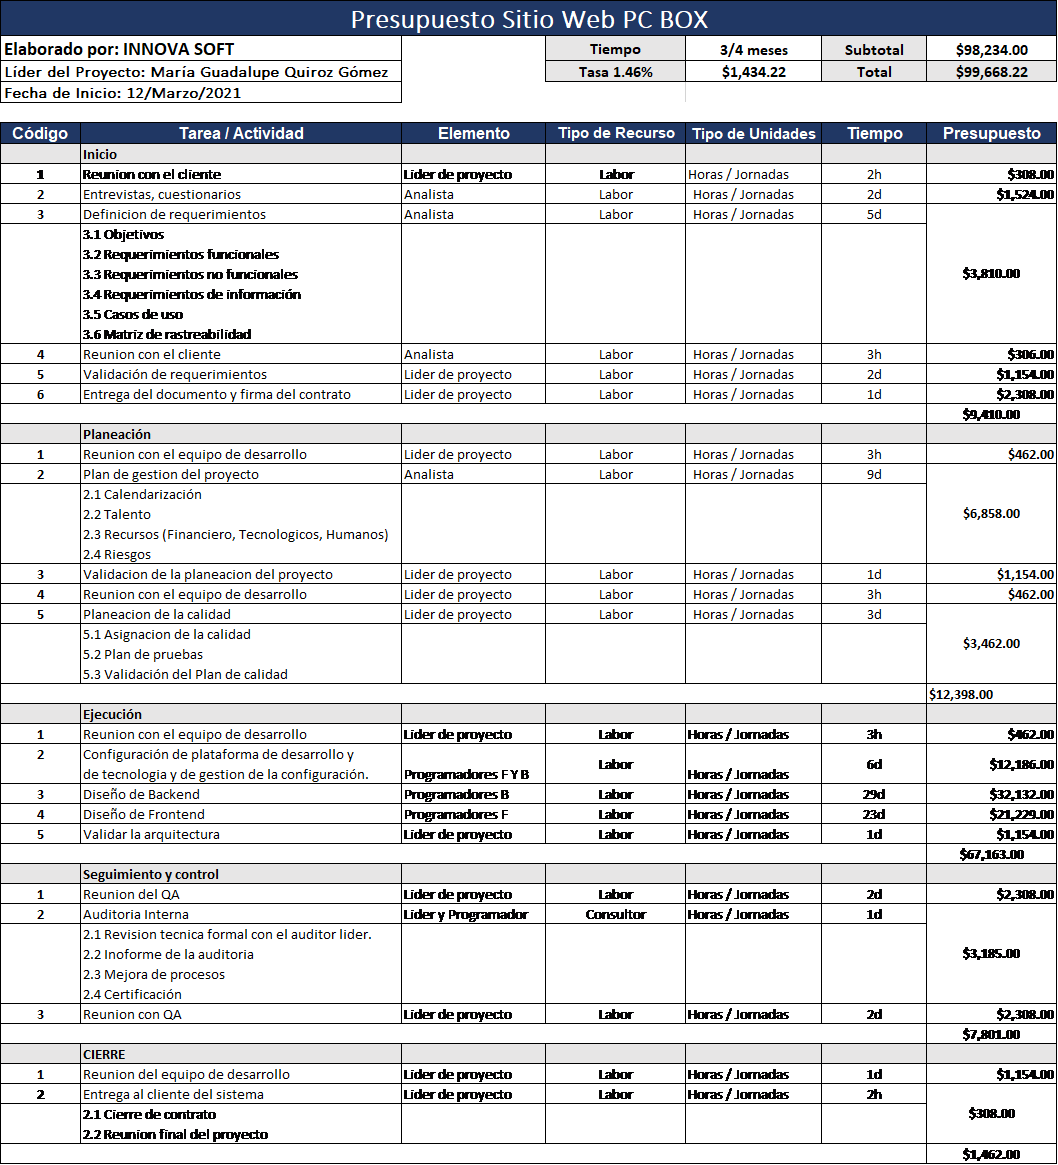 Presupuesto Sitio Web PC BOX
Elaborado por: INNOVA SOFT Tiempo 3/4 meses Subtotal $98,234.00
Líder del Proyecto: María Guadalupe Quiroz Gómez Tasa 1.46% $1,434.22 Total $99,668.22
Fecha de Inicio: 12/Marzo/2021
Código Tarea / Actividad Elemento Tipo de Recurso Tipo de Unidades Tiempo Presupuesto
Inicio
1 Reunion con el cliente Lider de proyecto Labor Horas / Jornadas 2h $308.00
2 Entrevistas, cuestionarios Analista Labor Horas / Jornadas 2d $1,524.00
3 Definicion de requerimientos Analista Labor Horas / Jornadas 5d
3.1 Objetivos
3.2 Requerimientos funcionales
3.3 Requerimientos no funcionales $3,810.00
3.4 Requerimientos de información
3.5 Casos de uso
3.6 Matriz de rastreabilidad
4 Reunion con el cliente Analista Labor Horas / Jornadas 3h $306.00
5 Validación de requerimientos Lider de proyecto Labor Horas / Jornadas 2d $1,154.00
6 Entrega del documento y firma del contrato Lider de proyecto Labor Horas / Jornadas 1d $2,308.00
$9,410.00
Planeación
1 Reunion con el equipo de desarrollo Lider de proyecto Labor Horas / Jornadas 3h $462.00
2 Plan de gestion del proyecto Analista Labor Horas / Jornadas 9d
2.1 Calendarización
2.2 Talento $6,858.00
2.3 Recursos (Financiero, Tecnologicos, Humanos)
2.4 Riesgos
3 Validacion de la planeacion del proyecto Lider de proyecto Labor Horas / Jornadas 1d $1,154.00
4 Reunion con el equipo de desarrollo Lider de proyecto Labor Horas / Jornadas 3h $462.00
5 Planeacion de la calidad Lider de proyecto Labor Horas / Jornadas 3d
5.1 Asignacion de la calidad $3,462.00
5.2 Plan de pruebas
5.3 Validación del Plan de calidad
$12,398.00
Ejecución
1 Reunion con el equipo de desarrollo Lider de proyecto Labor Horas / Jornadas 3h $462.00
2 Configuración de plataforma de desarrollo y Labor 6d $12,186.00
de tecnologia y de gestion de la configuración. Programadores F Y B Horas / Jornadas
3 Diseño de Backend Programadores B Labor Horas / Jornadas 29d $32,132.00
4 Diseño de Frontend Programadores F Labor Horas / Jornadas 23d $21,229.00
5 Validar la arquitectura Lider de proyecto Labor Horas / Jornadas 1d $1,154.00
$67,163.00
Seguimiento y control
1 Reunion del QA Lider de proyecto Labor Horas / Jornadas 2d $2,308.00
2 Auditoria Interna Lider y Programador Consultor Horas / Jornadas 1d
2.1 Revision tecnica formal con el auditor lider.
2.2 Inoforme de la auditoria $3,185.00
2.3 Mejora de procesos
2.4 Certificación
3 Reunion con QA Lider de proyecto Labor Horas / Jornadas 2d $2,308.00
$7,801.00
CIERRE
1 Reunion del equipo de desarrollo Lider de proyecto Labor Horas / Jornadas 1d $1,154.00
2 Entrega al cliente del sistema Lider de proyecto Labor Horas / Jornadas 2h
2.1 Cierre de contrato $308.00
2.2 Reunion final del proyecto
$1,462.00